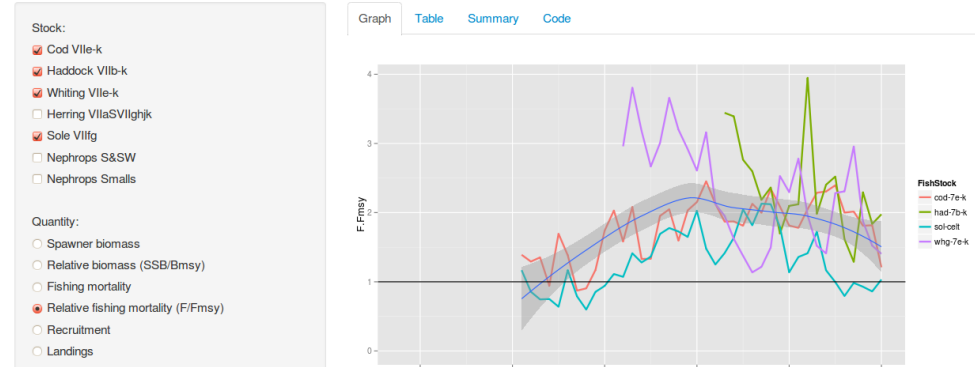 Stock:
Cod VIIe-k
Haddock VIIb-k
Whiting VIIe-k
Herring VIIaSVIIghjk
Sole VIIfg
Nephrops S&SW
Nephrops Smalls
Quantity:
Spawner biomass
Relative biomass (SSB/Bmsy)
Fishing mortality
Relative fishing mortality (F/Fmsy)
Recruitment
Landings
Graph Table Summary Code
4
3
2
1
0
F.Fmsy
FishStock
cod-7e-k
had-7b-k
sol-celt
whg-7e-k